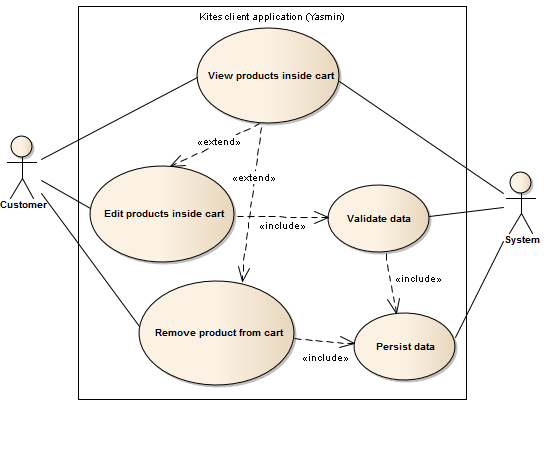 Kites client application (Yasmin)
View products inside cart
«extend»
«extend»
Customer
Edit products inside cart
«include»
Validate data
System
«include»
Remove product from cart
«include»
Persist data